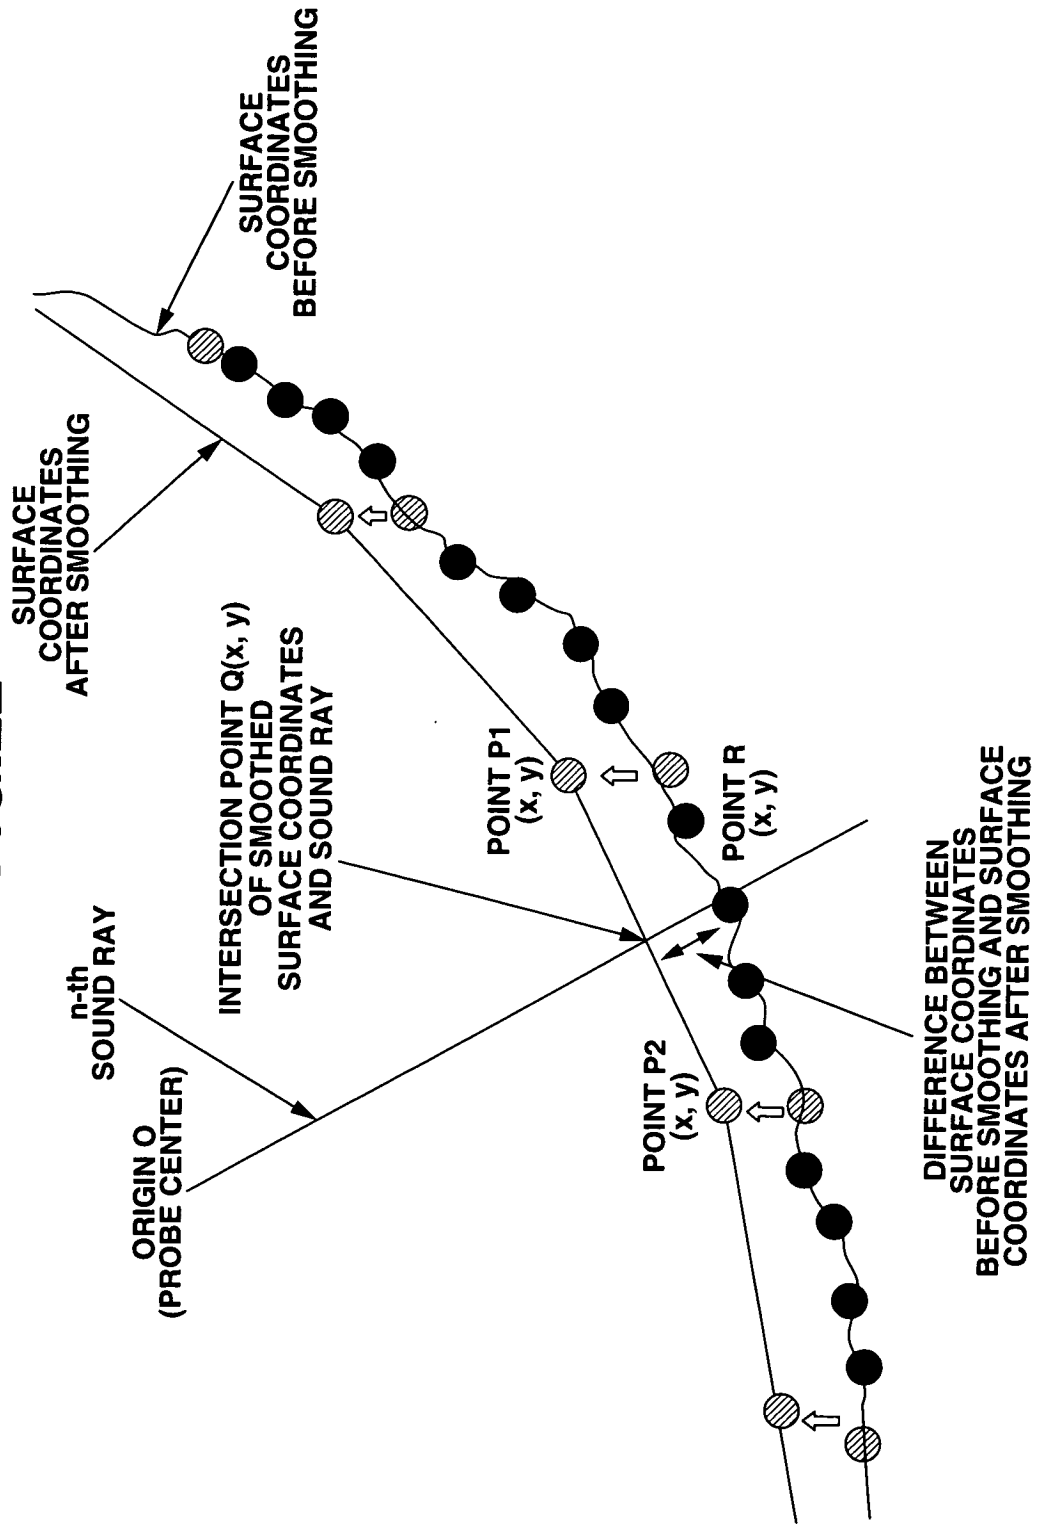 n-th
SOUND RAY
ORIGIN O
(PROBE CENTER)
INTERSECTION POINT Q(x, y)
OF SMOOTHED
SURFACE COORDINATES
AND SOUND RAY
SURFACE
COORDINATES
AFTER SMOOTHING
SURFACE
COORDINATES
BEFORE SMOOTHING
POINT P1
(x, y)
POINT P2
(x, y)
POINT R
(x, y)
DIFFERENCE BETWEEN
SURFACE COORDINATES
BEFORE SMOOTHING AND SURFACE
COORDINATES AFTER SMOOTHING